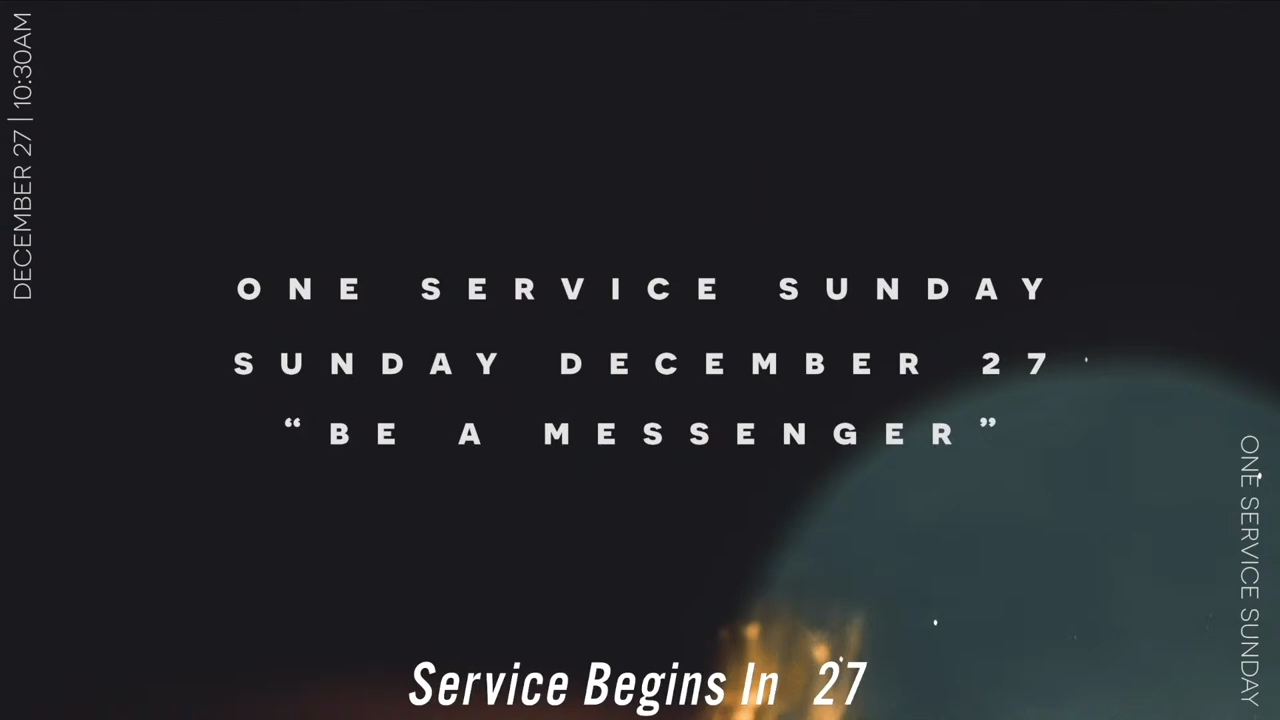 DECEMBER 27 | 10:30AM
ONE SERVICE SUNDAY
SUNDAY DECEMBER 27
“BE A MESSENGER”
ONE SERVICE SUNDAY
Service Begins In 27